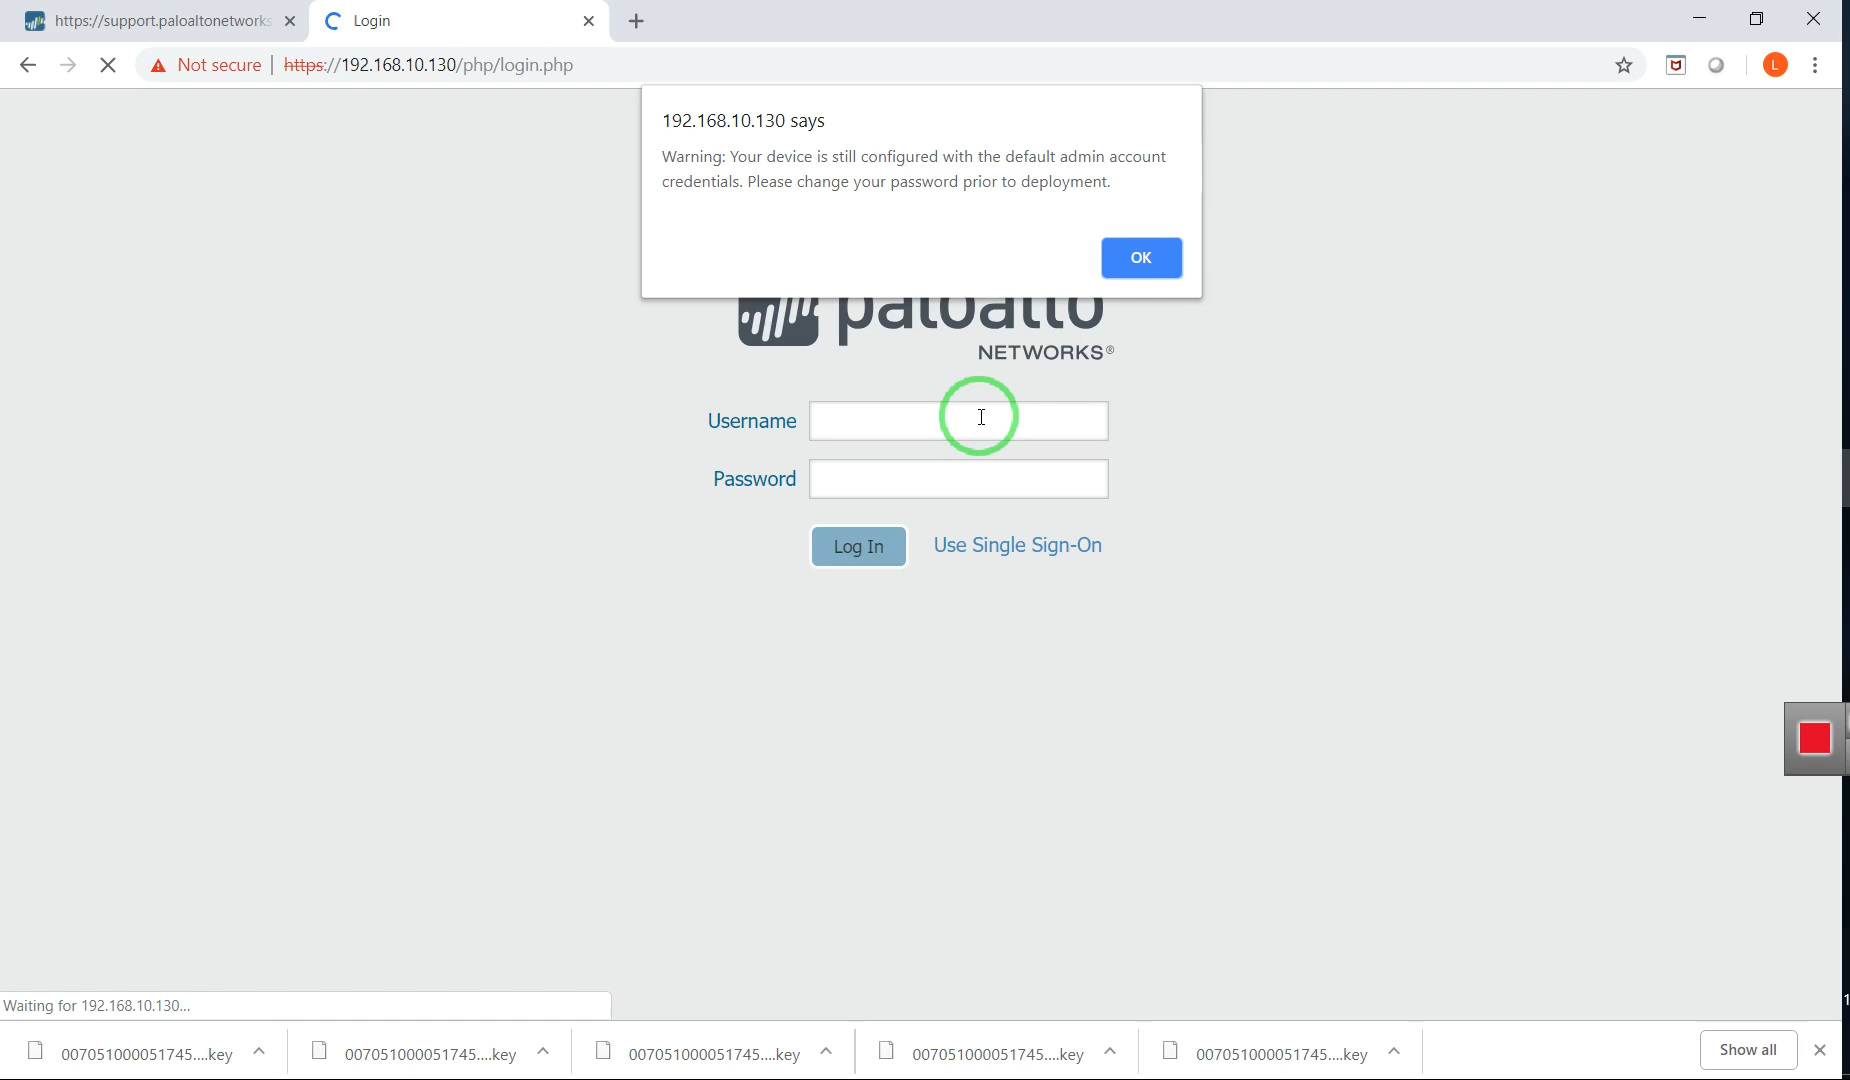 https://support.paloaltonetworks
Login
Not secure | https://192.168.10.130/php/login.php
L
192.168.10.130 says
Warning: Your device is still configured with the default admin account
credentials. Please change your password prior to deployment.
OK
paloalto
NETWORKS®
Username
Password
Log In
Use Single Sign-On
Waiting for 192.168.10.130...
007051000051745....key
007051000051745....key
007051000051745....key
007051000051745....key
007051000051745....key
Show all
1